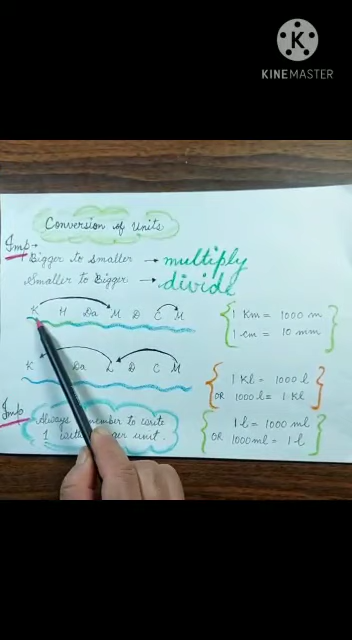 K
KINEMASTER
Conversion of Units
Imp→
Bigger to Smaller → multiply
Smaller to Bigger → divide
K H Da M D C M
1 Km = 1000 m
1 cm = 10 mm
K Da L D C M
1 Kl = 1000 l
OR 1000 l = 1 Kl
Imp
Always remember to write
1 with bigger unit.
1 l = 1000 ml
OR 1000ml = 1 l